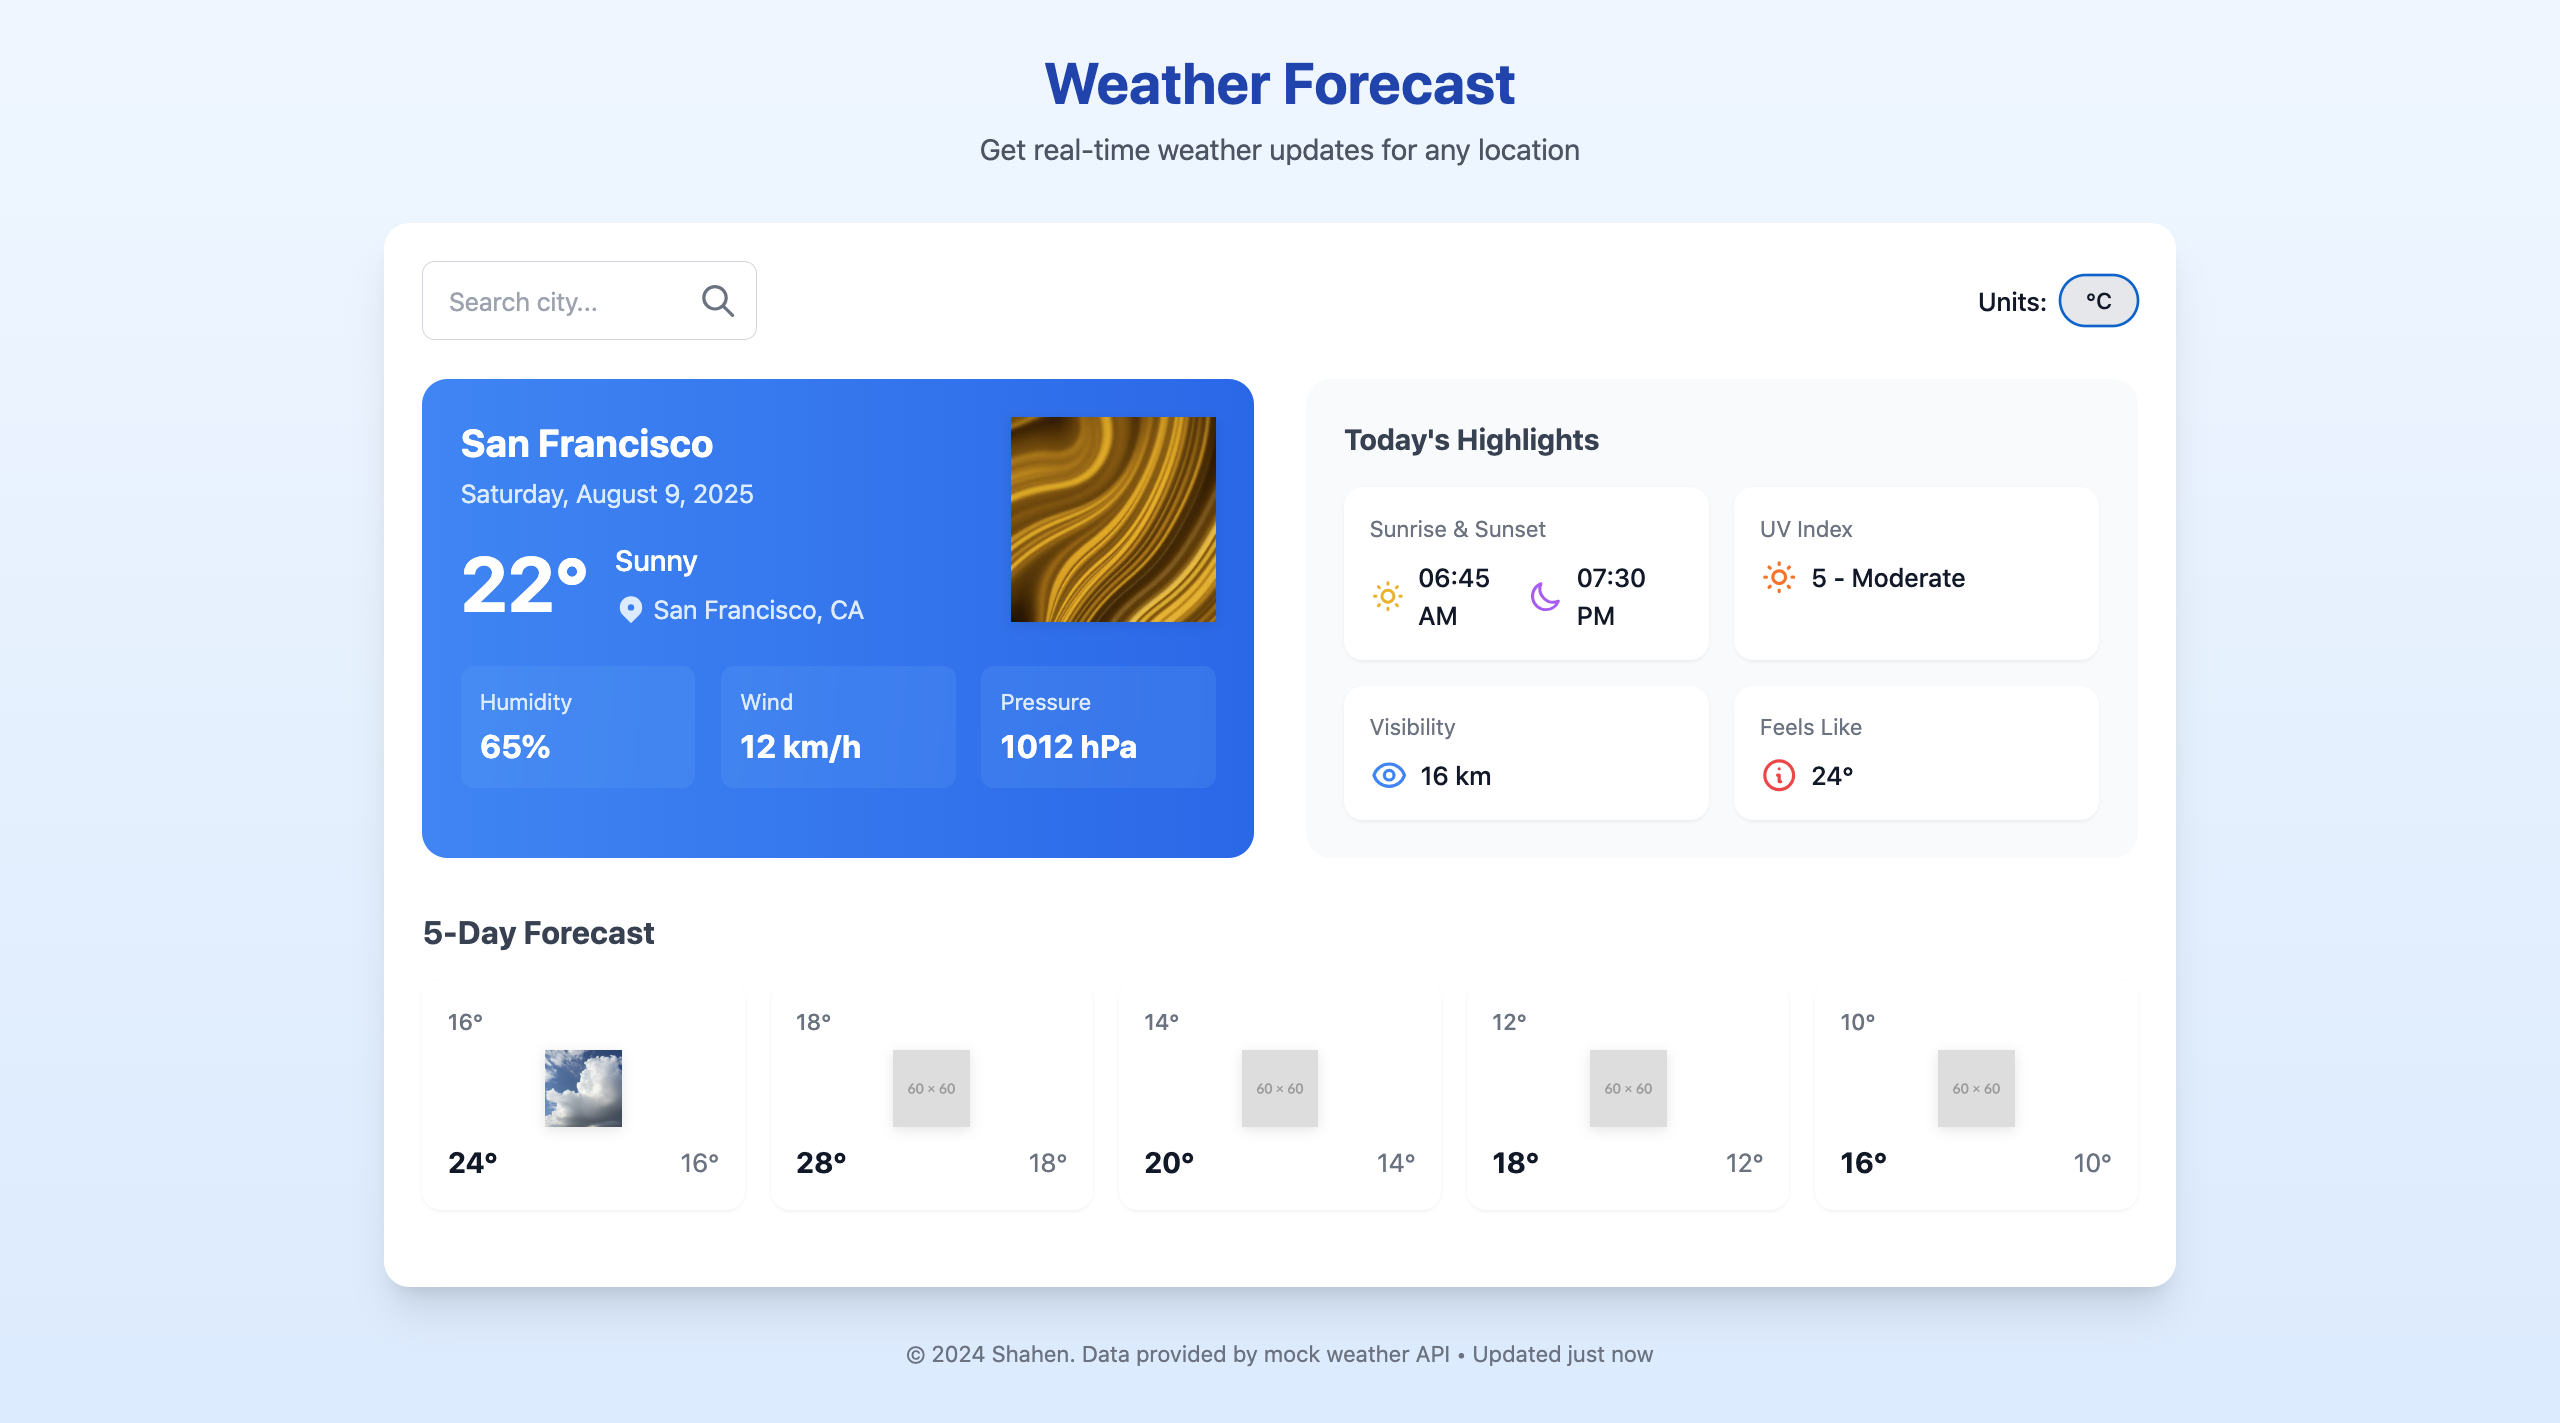 Weather Forecast
Get real-time weather updates for any location
Search city...
Units: °C
San Francisco
Saturday, August 9, 2025
22°
Sunny
San Francisco, CA
Humidity
65%
Wind
12 km/h
Pressure
1012 hPa
Today's Highlights
Sunrise & Sunset
06:45
AM
07:30
PM
UV Index
5 - Moderate
Visibility
16 km
Feels Like
24°
5-Day Forecast
16°
24° 16°
18°
60 × 60
28° 18°
14°
60 × 60
20° 14°
12°
60 × 60
18° 12°
10°
60 × 60
16° 10°
© 2024 Shahen. Data provided by mock weather API • Updated just now